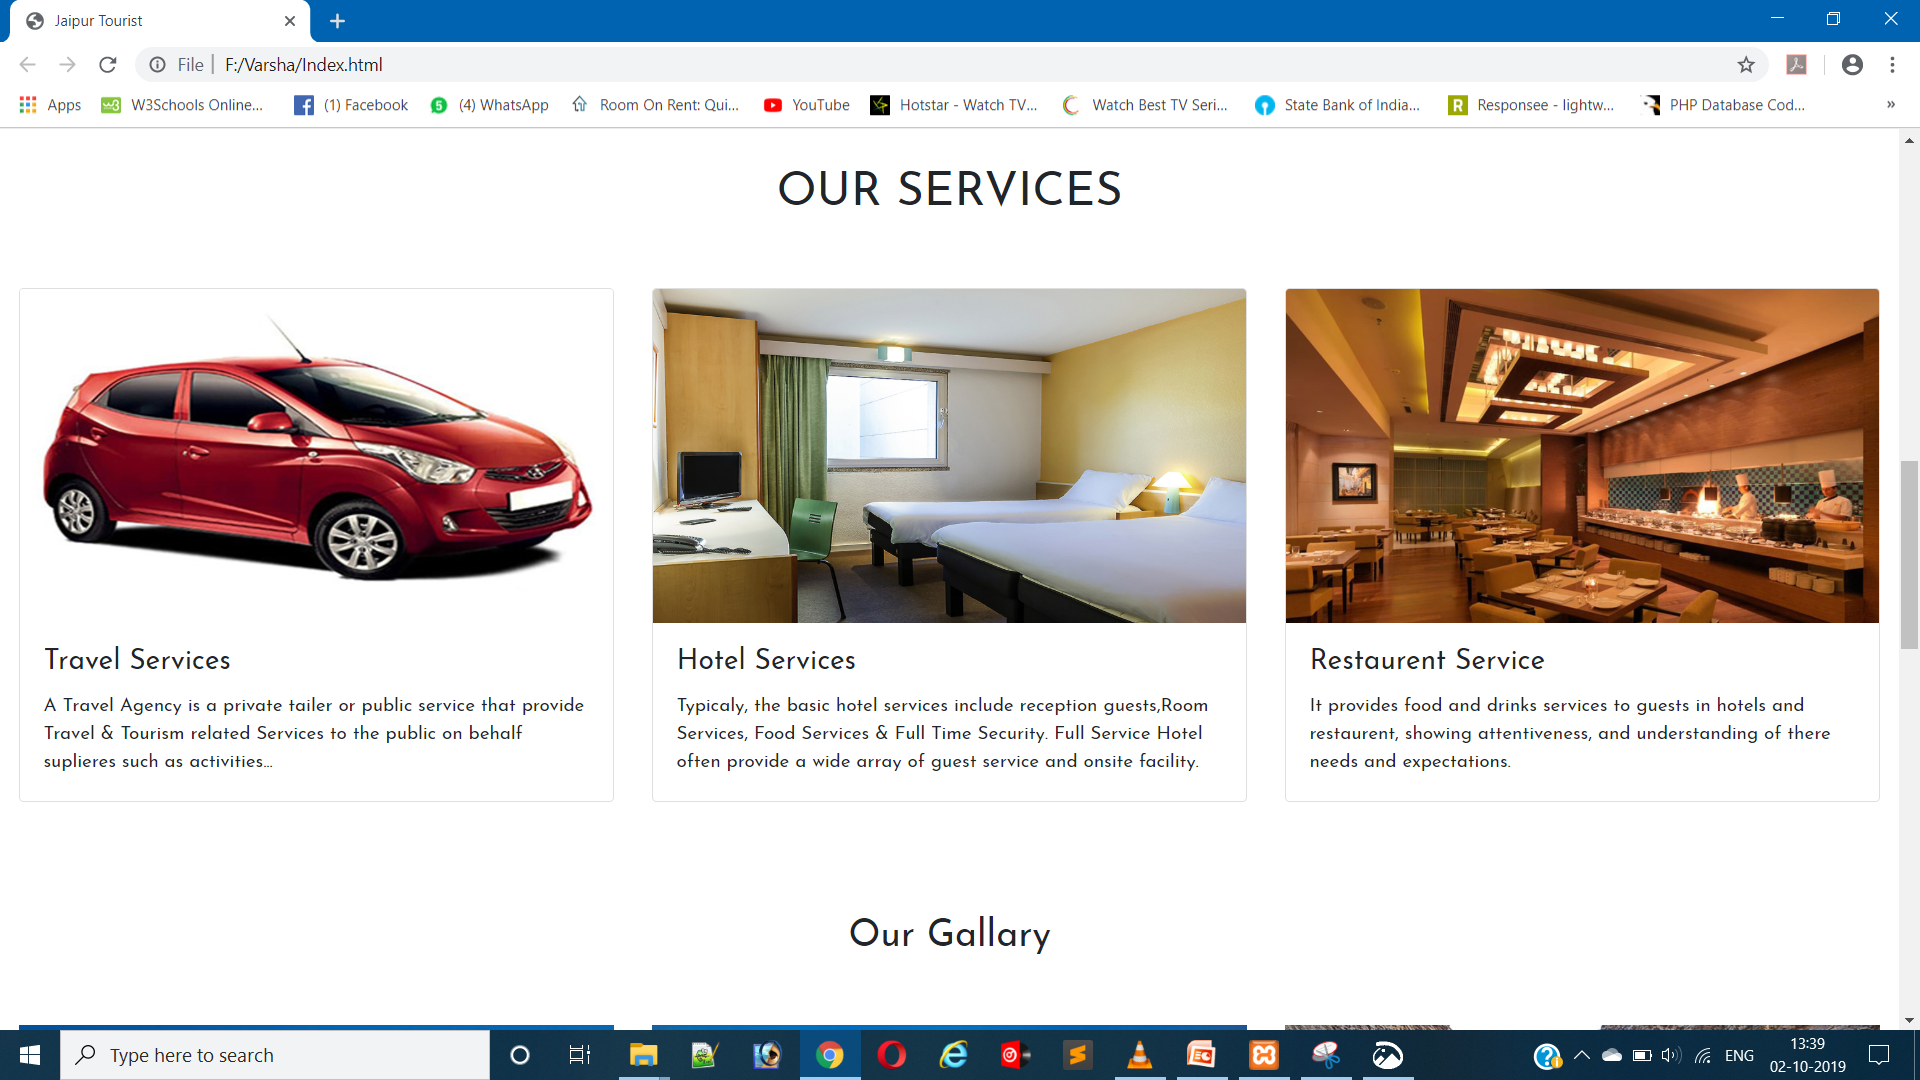 Jaipur Tourist
File | F:/Varsha/Index.html
Apps W3Schools Online... (1) Facebook (4) WhatsApp Room On Rent: Qui... YouTube Hotstar - Watch TV... Watch Best TV Seri... State Bank of India... Responsee - lightw... PHP Database Cod... »
OUR SERVICES
Travel Services
A Travel Agency is a private tailer or public service that provide
Travel & Tourism related Services to the public on behalf
suplieres such as activities...
Hotel Services
Typicaly, the basic hotel services include reception guests,Room
Services, Food Services & Full Time Security. Full Service Hotel
often provide a wide array of guest service and onsite facility.
Restaurent Service
It provides food and drinks services to guests in hotels and
restaurent, showing attentiveness, and understanding of there
needs and expectations.
Our Gallary
Type here to search
ENG
13:39
02-10-2019